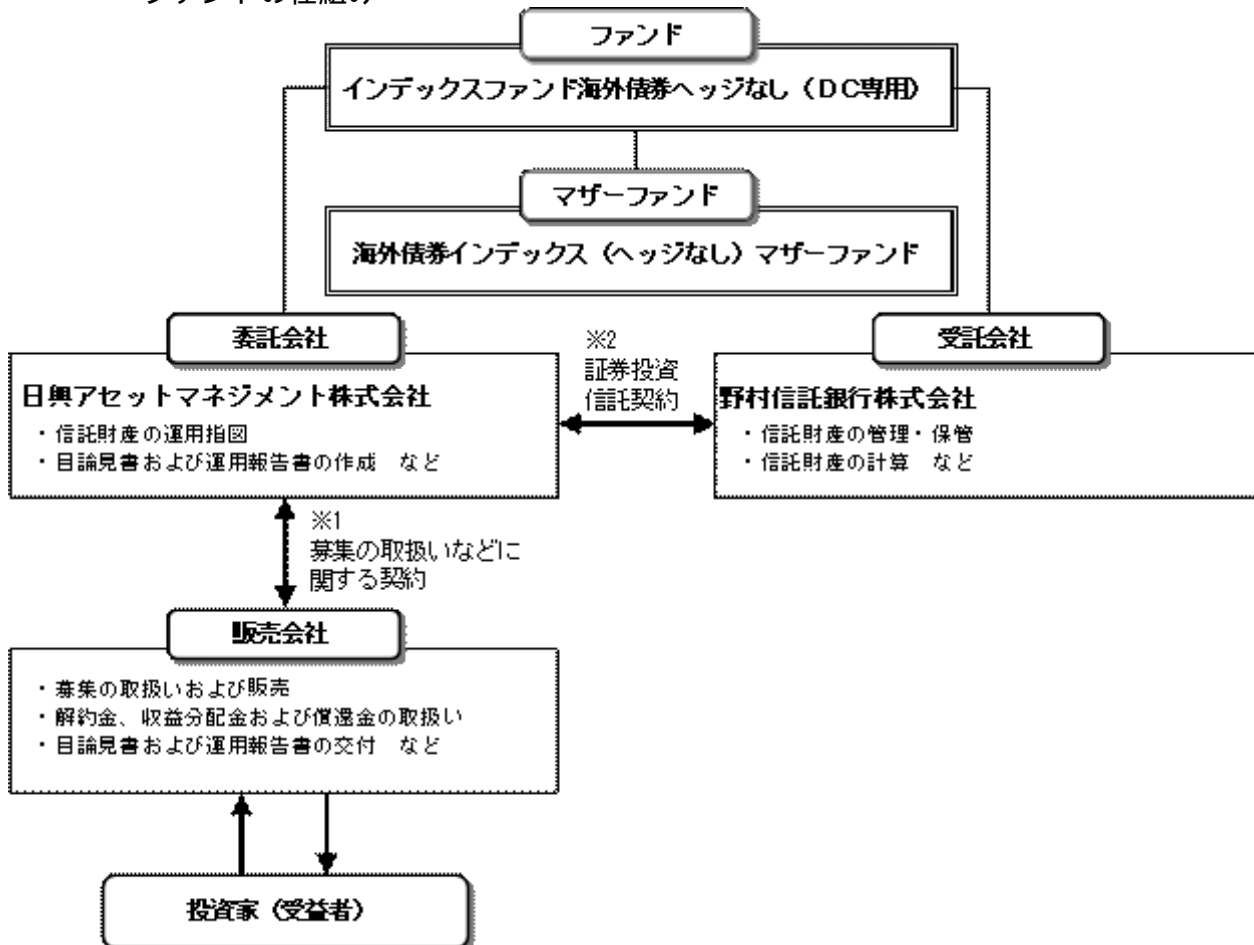 ファンドの仕組み
ファンド
インデックスファンド海外債券ヘッジなし（DC専用）
マザーファンド
海外債券インデックス（ヘッジなし）マザーファンド
委託会社
日興アセットマネジメント株式会社
・信託財産の運用指図
・目論見書および運用報告書の作成　など
※2
証券投資
信託契約
受託会社
野村信託銀行株式会社
・信託財産の管理・保管
・信託財産の計算　など
※1
募集の取扱いなどに
関する契約
販売会社
・募集の取扱いおよび販売
・解約金、収益分配金および償還金の取扱い
・目論見書および運用報告書の交付　など
投資家（受益者）